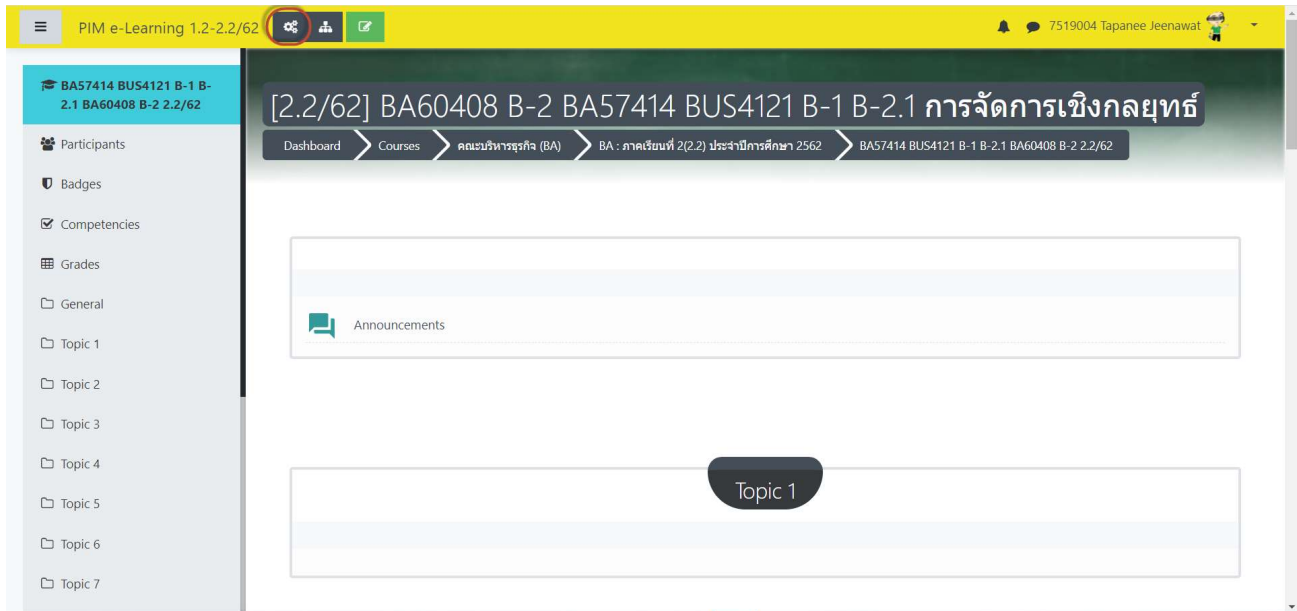 PIM e-Learning 1.2-2.2/62
7519004 Tapanee Jeenawat
BA57414 BUS4121 B-1 B-
2.1 BA60408 B-2 2.2/62
Participants
Badges
Competencies
Grades
General
Topic 1
Topic 2
Topic 3
Topic 4
Topic 5
Topic 6
Topic 7
[2.2/62] BA60408 B-2 BA57414 BUS4121 B-1 B-2.1 การจัดการเชิงกลยุทธ์
Dashboard Courses คณะบริหารธุรกิจ (BA) BA : ภาคเรียนที่ 2(2.2) ประจำปีการศึกษา 2562 BA57414 BUS4121 B-1 B-2.1 BA60408 B-2 2.2/62
Announcements
Topic 1